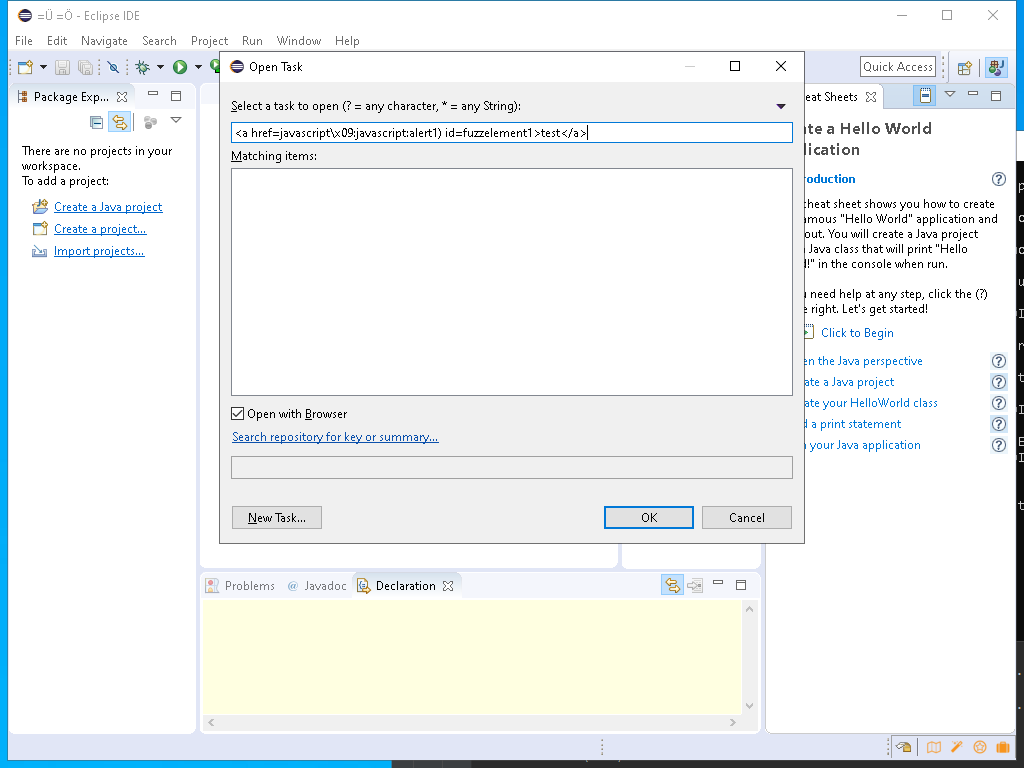 =Ü =Ö - Eclipse IDE
File Edit Navigate Search Project Run Window Help
Quick Access
Package Exp...
There are no projects in your
workspace.
To add a project:
Create a Java project
Create a project...
Import projects...
Open Task
Select a task to open (? = any character, * = any String):
<a href=javascript\x09:javascript:alert1) id=fuzzelement1>test</a>
Matching items:
Open with Browser
Search repository for key or summary...
New Task...
OK
Cancel
eat Sheets
te a Hello World
lication
roduction
cheat sheet shows you how to create
amous "Hello World" application and
out. You will create a Java project
Java class that will print "Hello
d!" in the console when run.
u need help at any step, click the (?)
e right. Let's get started!
Click to Begin
en the Java perspective
ate a Java project
ate your HelloWorld class
d a print statement
your Java application
Problems
@ Javadoc
Declaration